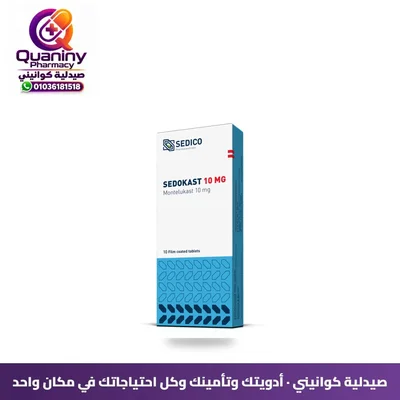 Quaniny
Pharmacy
صيدلية كوانيني
01036181518
SEDICO
SEDOKAST 10 MG
Montelukast 10 mg
10 Film-coated tablets
صيدلية كوانيني - أدويتك وتأمينك وكل احتياجاتك في مكان واحد